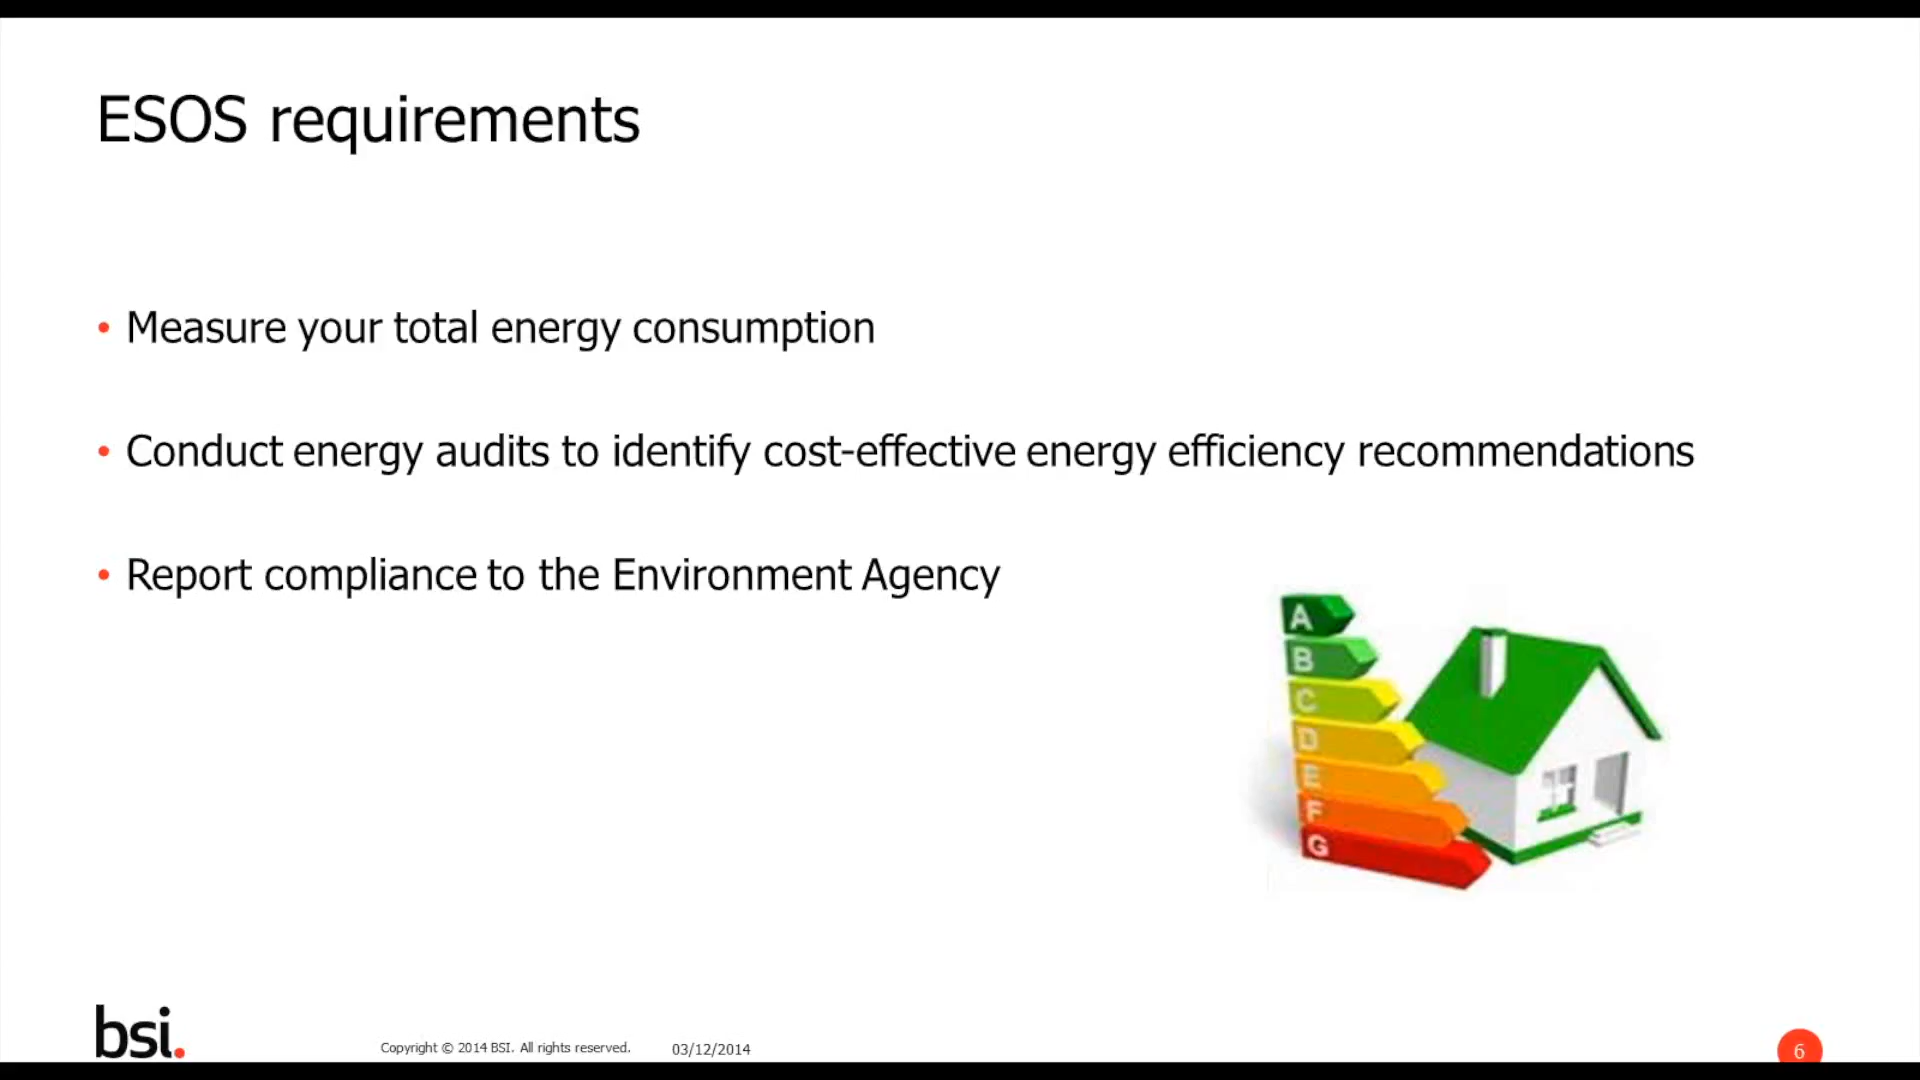 ESOS requirements
• Measure your total energy consumption
• Conduct energy audits to identify cost-effective energy efficiency recommendations
• Report compliance to the Environment Agency
A
B
C
D
E
F
G
bsi.
Copyright © 2014 BSI. All rights reserved.
03/12/2014
6